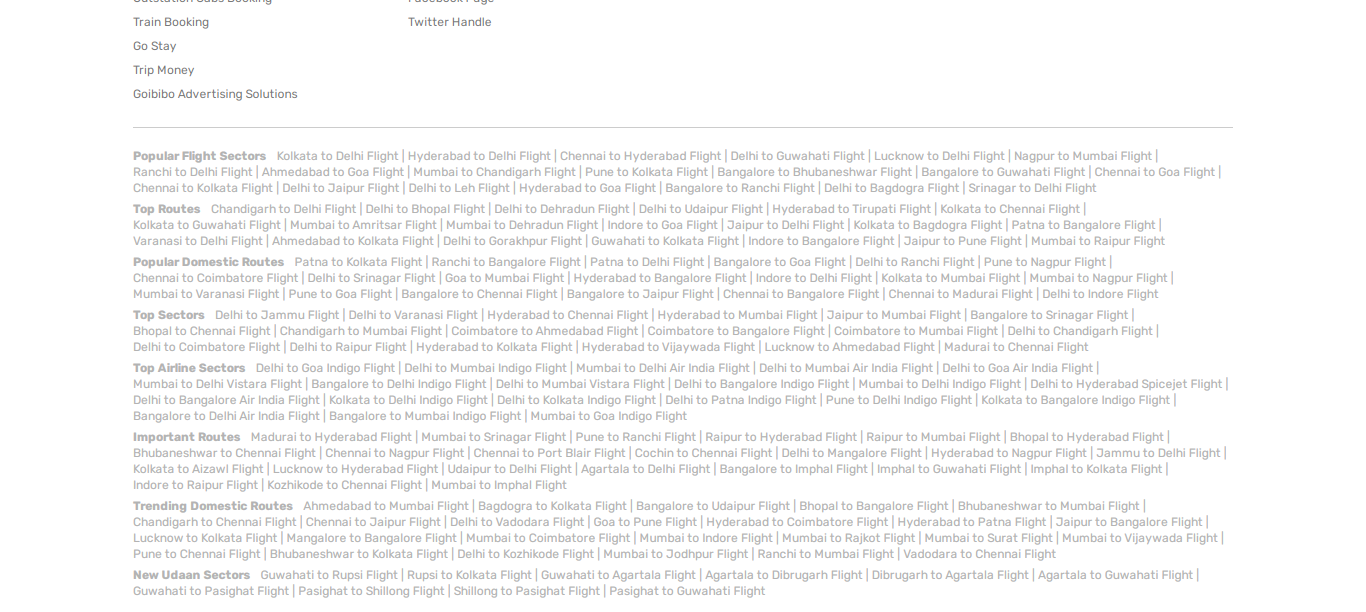 Outstation Cabs Booking
Facebook Page
Train Booking
Twitter Handle
Go Stay
Trip Money
Goibibo Advertising Solutions
Popular Flight Sectors Kolkata to Delhi Flight | Hyderabad to Delhi Flight | Chennai to Hyderabad Flight | Delhi to Guwahati Flight | Lucknow to Delhi Flight | Nagpur to Mumbai Flight |
Ranchi to Delhi Flight | Ahmedabad to Goa Flight | Mumbai to Chandigarh Flight | Pune to Kolkata Flight | Bangalore to Bhubaneshwar Flight | Bangalore to Guwahati Flight | Chennai to Goa Flight |
Chennai to Kolkata Flight | Delhi to Jaipur Flight | Delhi to Leh Flight | Hyderabad to Goa Flight | Bangalore to Ranchi Flight | Delhi to Bagdogra Flight | Srinagar to Delhi Flight
Top Routes Chandigarh to Delhi Flight | Delhi to Bhopal Flight | Delhi to Dehradun Flight | Delhi to Udaipur Flight | Hyderabad to Tirupati Flight | Kolkata to Chennai Flight |
Kolkata to Guwahati Flight | Mumbai to Amritsar Flight | Mumbai to Dehradun Flight | Indore to Goa Flight | Jaipur to Delhi Flight | Kolkata to Bagdogra Flight | Patna to Bangalore Flight |
Varanasi to Delhi Flight | Ahmedabad to Kolkata Flight | Delhi to Gorakhpur Flight | Guwahati to Kolkata Flight | Indore to Bangalore Flight | Jaipur to Pune Flight | Mumbai to Raipur Flight
Popular Domestic Routes Patna to Kolkata Flight | Ranchi to Bangalore Flight | Patna to Delhi Flight | Bangalore to Goa Flight | Delhi to Ranchi Flight | Pune to Nagpur Flight |
Chennai to Coimbatore Flight | Delhi to Srinagar Flight | Goa to Mumbai Flight | Hyderabad to Bangalore Flight | Indore to Delhi Flight | Kolkata to Mumbai Flight | Mumbai to Nagpur Flight |
Mumbai to Varanasi Flight | Pune to Goa Flight | Bangalore to Chennai Flight | Bangalore to Jaipur Flight | Chennai to Bangalore Flight | Chennai to Madurai Flight | Delhi to Indore Flight
Top Sectors Delhi to Jammu Flight | Delhi to Varanasi Flight | Hyderabad to Chennai Flight | Hyderabad to Mumbai Flight | Jaipur to Mumbai Flight | Bangalore to Srinagar Flight |
Bhopal to Chennai Flight | Chandigarh to Mumbai Flight | Coimbatore to Ahmedabad Flight | Coimbatore to Bangalore Flight | Coimbatore to Mumbai Flight | Delhi to Chandigarh Flight |
Delhi to Coimbatore Flight | Delhi to Raipur Flight | Hyderabad to Kolkata Flight | Hyderabad to Vijaywada Flight | Lucknow to Ahmedabad Flight | Madurai to Chennai Flight
Top Airline Sectors Delhi to Goa Indigo Flight | Delhi to Mumbai Indigo Flight | Mumbai to Delhi Air India Flight | Delhi to Mumbai Air India Flight | Delhi to Goa Air India Flight |
Mumbai to Delhi Vistara Flight | Bangalore to Delhi Indigo Flight | Delhi to Mumbai Vistara Flight | Delhi to Bangalore Indigo Flight | Mumbai to Delhi Indigo Flight | Delhi to Hyderabad Spicejet Flight |
Delhi to Bangalore Air India Flight | Kolkata to Delhi Indigo Flight | Delhi to Kolkata Indigo Flight | Delhi to Patna Indigo Flight | Pune to Delhi Indigo Flight | Kolkata to Bangalore Indigo Flight |
Bangalore to Delhi Air India Flight | Bangalore to Mumbai Indigo Flight | Mumbai to Goa Indigo Flight
Important Routes Madurai to Hyderabad Flight | Mumbai to Srinagar Flight | Pune to Ranchi Flight | Raipur to Hyderabad Flight | Raipur to Mumbai Flight | Bhopal to Hyderabad Flight |
Bhubaneshwar to Chennai Flight | Chennai to Nagpur Flight | Chennai to Port Blair Flight | Cochin to Chennai Flight | Delhi to Mangalore Flight | Hyderabad to Nagpur Flight | Jammu to Delhi Flight |
Kolkata to Aizawl Flight | Lucknow to Hyderabad Flight | Udaipur to Delhi Flight | Agartala to Delhi Flight | Bangalore to Imphal Flight | Imphal to Guwahati Flight | Imphal to Kolkata Flight |
Indore to Raipur Flight | Kozhikode to Chennai Flight | Mumbai to Imphal Flight
Trending Domestic Routes Ahmedabad to Mumbai Flight | Bagdogra to Kolkata Flight | Bangalore to Udaipur Flight | Bhopal to Bangalore Flight | Bhubaneshwar to Mumbai Flight |
Chandigarh to Chennai Flight | Chennai to Jaipur Flight | Delhi to Vadodara Flight | Goa to Pune Flight | Hyderabad to Coimbatore Flight | Hyderabad to Patna Flight | Jaipur to Bangalore Flight |
Lucknow to Kolkata Flight | Mangalore to Bangalore Flight | Mumbai to Coimbatore Flight | Mumbai to Indore Flight | Mumbai to Rajkot Flight | Mumbai to Surat Flight | Mumbai to Vijaywada Flight |
Pune to Chennai Flight | Bhubaneshwar to Kolkata Flight | Delhi to Kozhikode Flight | Mumbai to Jodhpur Flight | Ranchi to Mumbai Flight | Vadodara to Chennai Flight
New Udaan Sectors Guwahati to Rupsi Flight | Rupsi to Kolkata Flight | Guwahati to Agartala Flight | Agartala to Dibrugarh Flight | Dibrugarh to Agartala Flight | Agartala to Guwahati Flight |
Guwahati to Pasighat Flight | Pasighat to Shillong Flight | Shillong to Pasighat Flight | Pasighat to Guwahati Flight